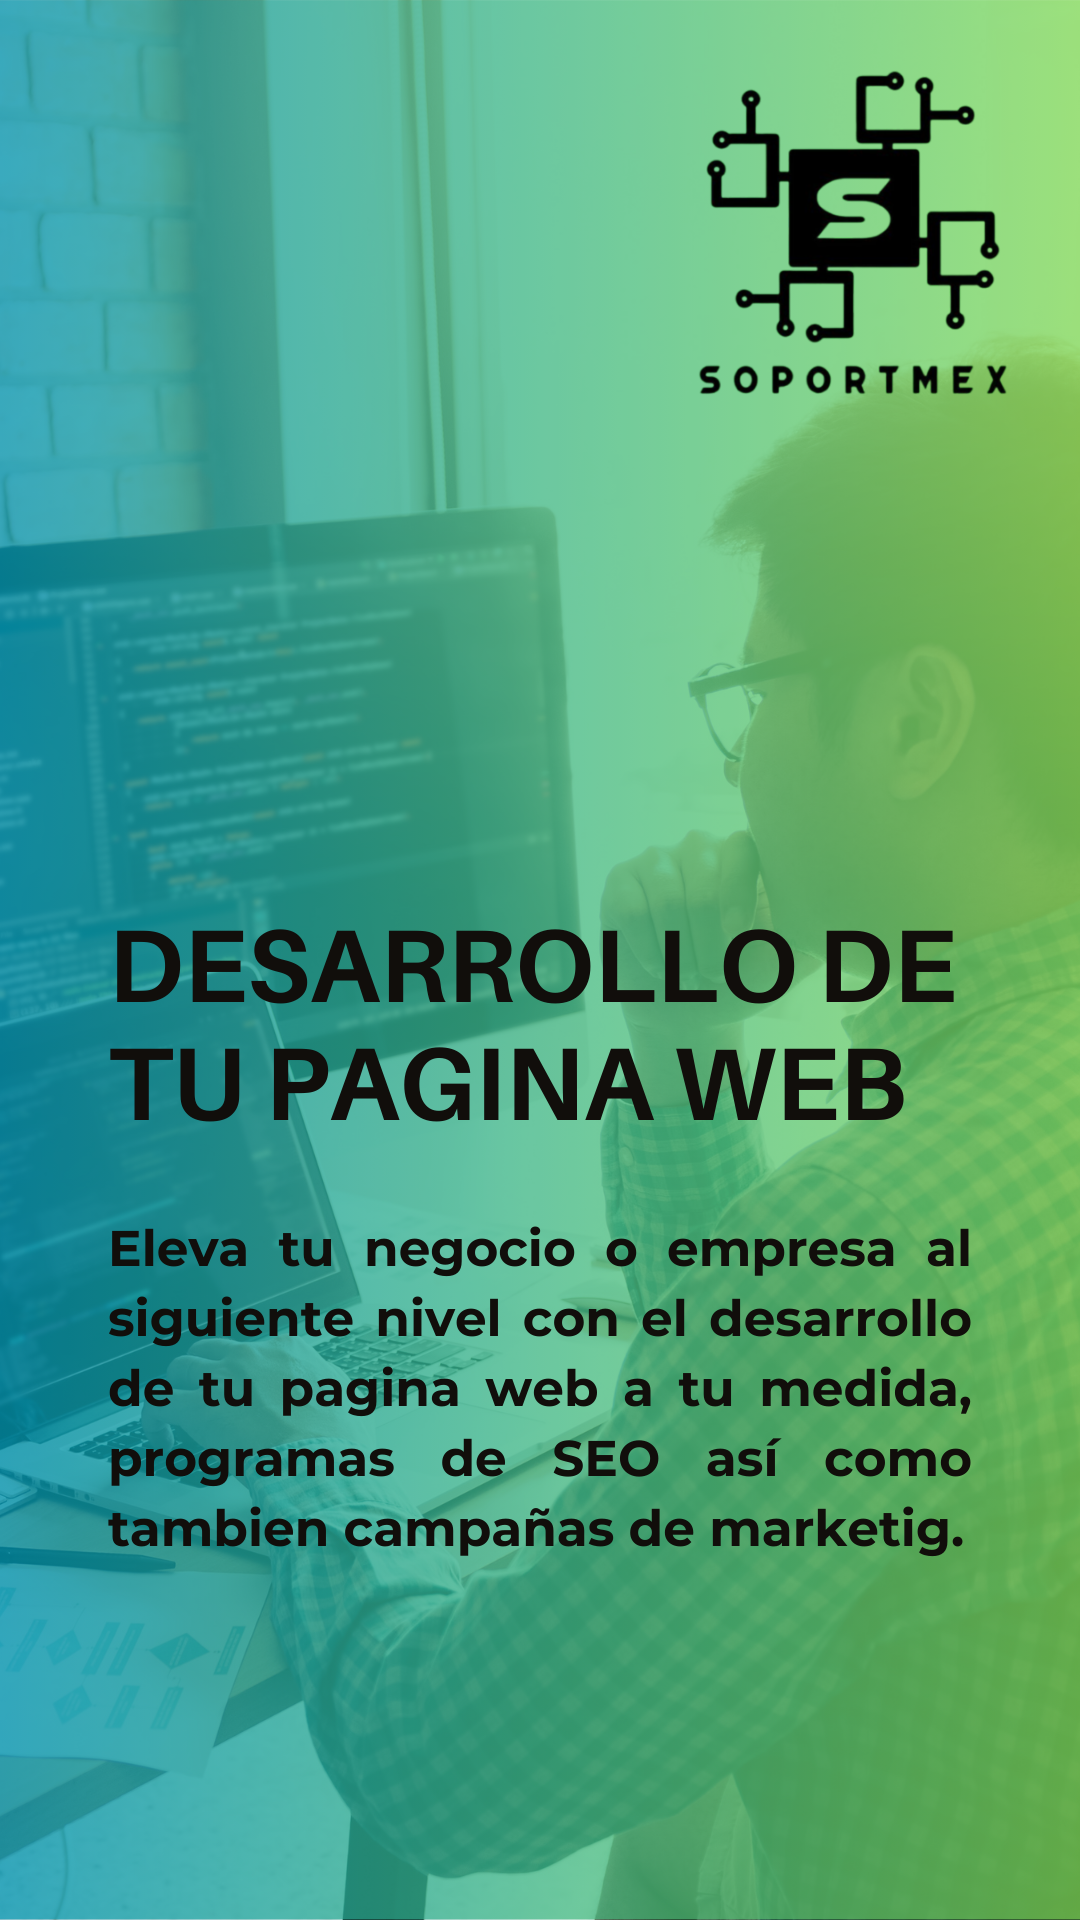 SOPORTMEX
DESARROLLO DE
TU PAGINA WEB
Eleva tu negocio o empresa al
siguiente nivel con el desarrollo
de tu pagina web a tu medida,
programas de SEO así como
tambien campañas de marketig.